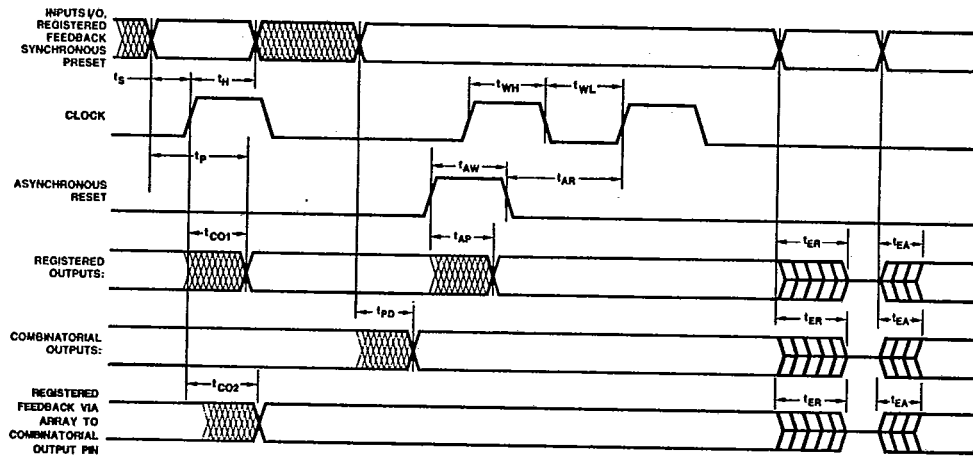 INPUTS I/O,
REGISTERED
FEEDBACK
SYNCHRONOUS
PRESET
tS
tH
tWH
tWL
CLOCK
tP
tAW
tAR
ASYNCHRONOUS
RESET
tCO1
tAP
tER
tEA
REGISTERED
OUTPUTS:
tPD
tER
tEA
COMBINATORIAL
OUTPUTS:
tCO2
tER
tEA
REGISTERED
FEEDBACK VIA
ARRAY TO
COMBINATORIAL
OUTPUT PIN